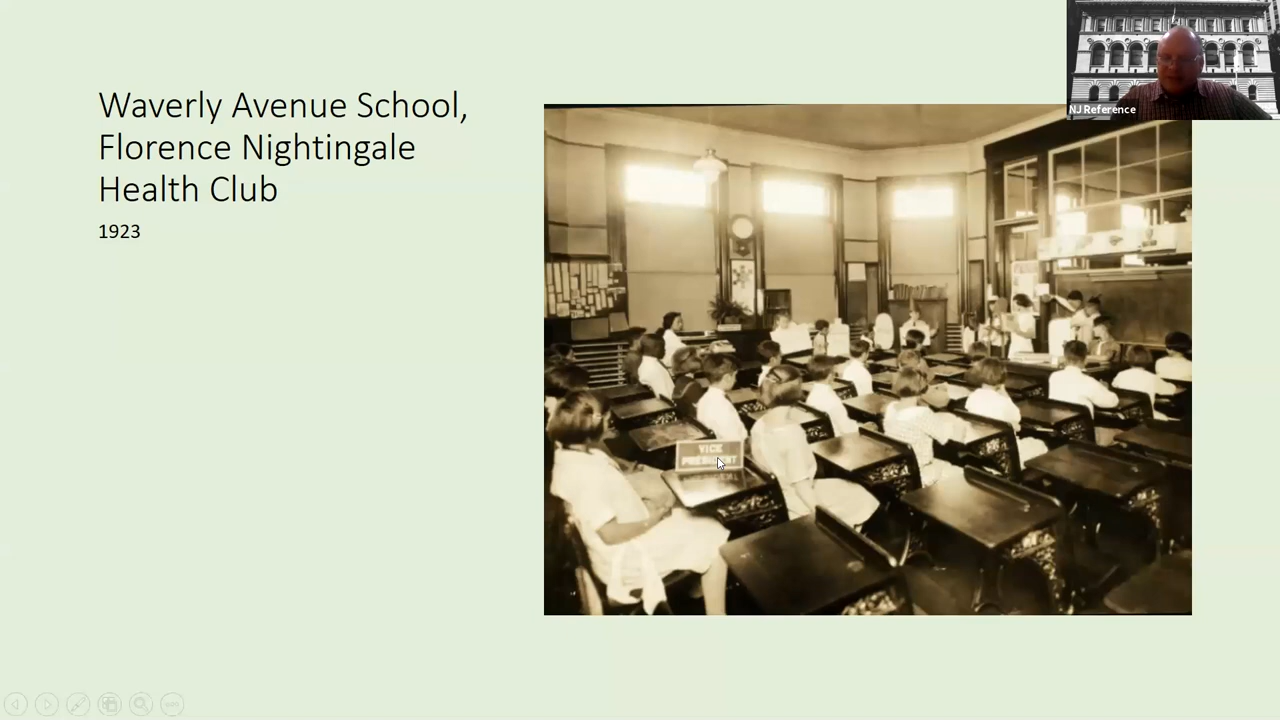 Waverly Avenue School,
Florence Nightingale
Health Club
1923
NJ Reference
VICE
PRESIDENT